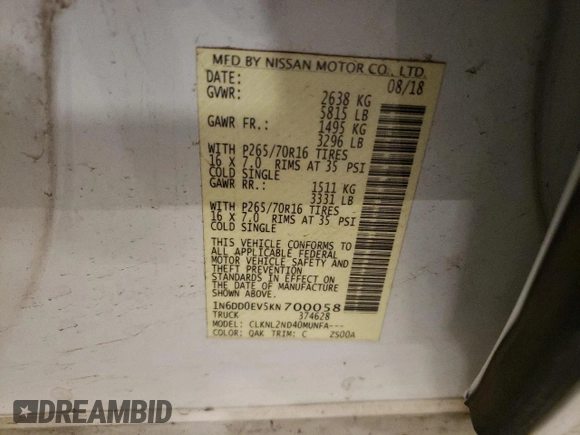 MFD BY NISSAN MOTOR CO., LTD.
DATE: 08/18
GVWR: 2638 KG
5815 LB
GAWR FR.: 1495 KG
3296 LB
WITH P265/70R16 TIRES
16 X 7.0 RIMS AT 35 PSI
COLD SINGLE
GAWR RR.: 1511 KG
3331 LB
WITH P265/70R16 TIRES
16 X 7.0 RIMS AT 35 PSI
COLD SINGLE
THIS VEHICLE CONFORMS TO
ALL APPLICABLE FEDERAL
MOTOR VEHICLE SAFETY AND
THEFT PREVENTION
STANDARDS IN EFFECT ON
THE DATE OF MANUFACTURE
SHOWN ABOVE.
1N6DD0EV5KN700058
TRUCK 374628
MODEL: CLKNL2ND40MUNFA---
COLOR: QAK TRIM: C 2500A
DREAMBID